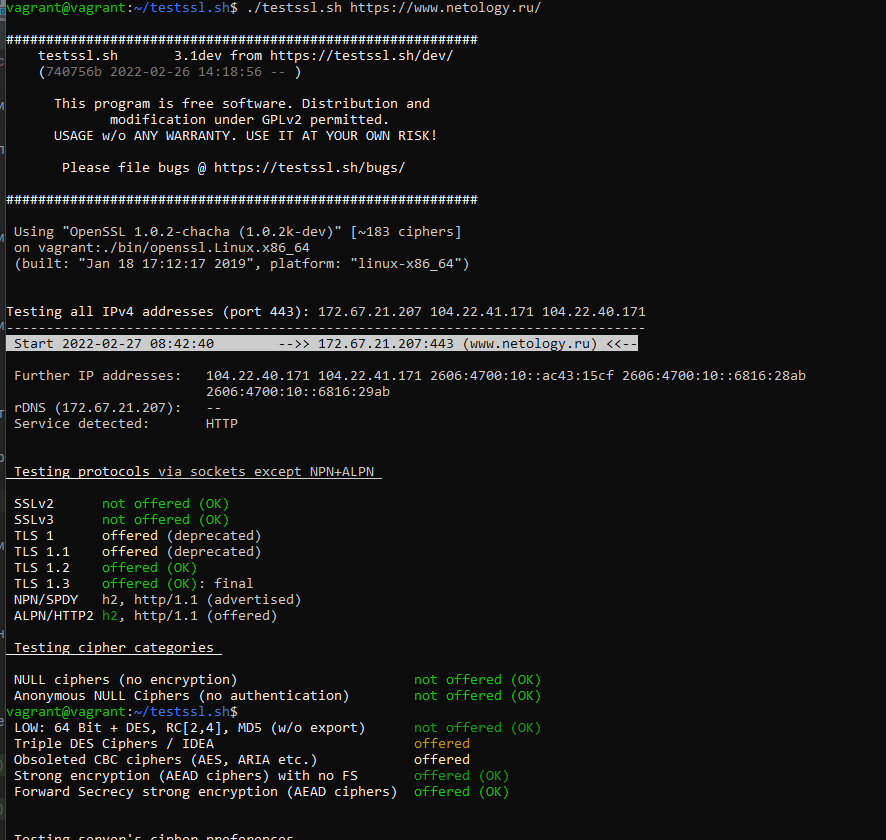 vagrant@vagrant:~/testssl.sh$ ./testssl.sh https://www.netology.ru/
###########################################################
testssl.sh       3.1dev from https://testssl.sh/dev/
(740756b 2022-02-26 14:18:56 -- )
This program is free software. Distribution and
modification under GPLv2 permitted.
USAGE w/o ANY WARRANTY. USE IT AT YOUR OWN RISK!
Please file bugs @ https://testssl.sh/bugs/
###########################################################
Using "OpenSSL 1.0.2-chacha (1.0.2k-dev)" [~183 ciphers]
on vagrant:./bin/openssl.Linux.x86_64
(built: "Jan 18 17:12:17 2019", platform: "linux-x86_64")
Testing all IPv4 addresses (port 443): 172.67.21.207 104.22.41.171 104.22.40.171
--------------------------------------------------------------------------------
Start 2022-02-27 08:42:40        -->> 172.67.21.207:443 (www.netology.ru) <<--
Further IP addresses:   104.22.40.171 104.22.41.171 2606:4700:10::ac43:15cf 2606:4700:10::6816:28ab
2606:4700:10::6816:29ab
rDNS (172.67.21.207):   --
Service detected:       HTTP
Testing protocols via sockets except NPN+ALPN
SSLv2      not offered (OK)
SSLv3      not offered (OK)
TLS 1      offered (deprecated)
TLS 1.1    offered (deprecated)
TLS 1.2    offered (OK)
TLS 1.3    offered (OK): final
NPN/SPDY   h2, http/1.1 (advertised)
ALPN/HTTP2 h2, http/1.1 (offered)
Testing cipher categories
NULL ciphers (no encryption)                      not offered (OK)
Anonymous NULL Ciphers (no authentication)        not offered (OK)
vagrant@vagrant:~/testssl.sh$
LOW: 64 Bit + DES, RC[2,4], MD5 (w/o export)      not offered (OK)
Triple DES Ciphers / IDEA                         offered
Obsoleted CBC ciphers (AES, ARIA etc.)            offered
Strong encryption (AEAD ciphers) with no FS       offered (OK)
Forward Secrecy strong encryption (AEAD ciphers)  offered (OK)
Testing server's cipher preferences